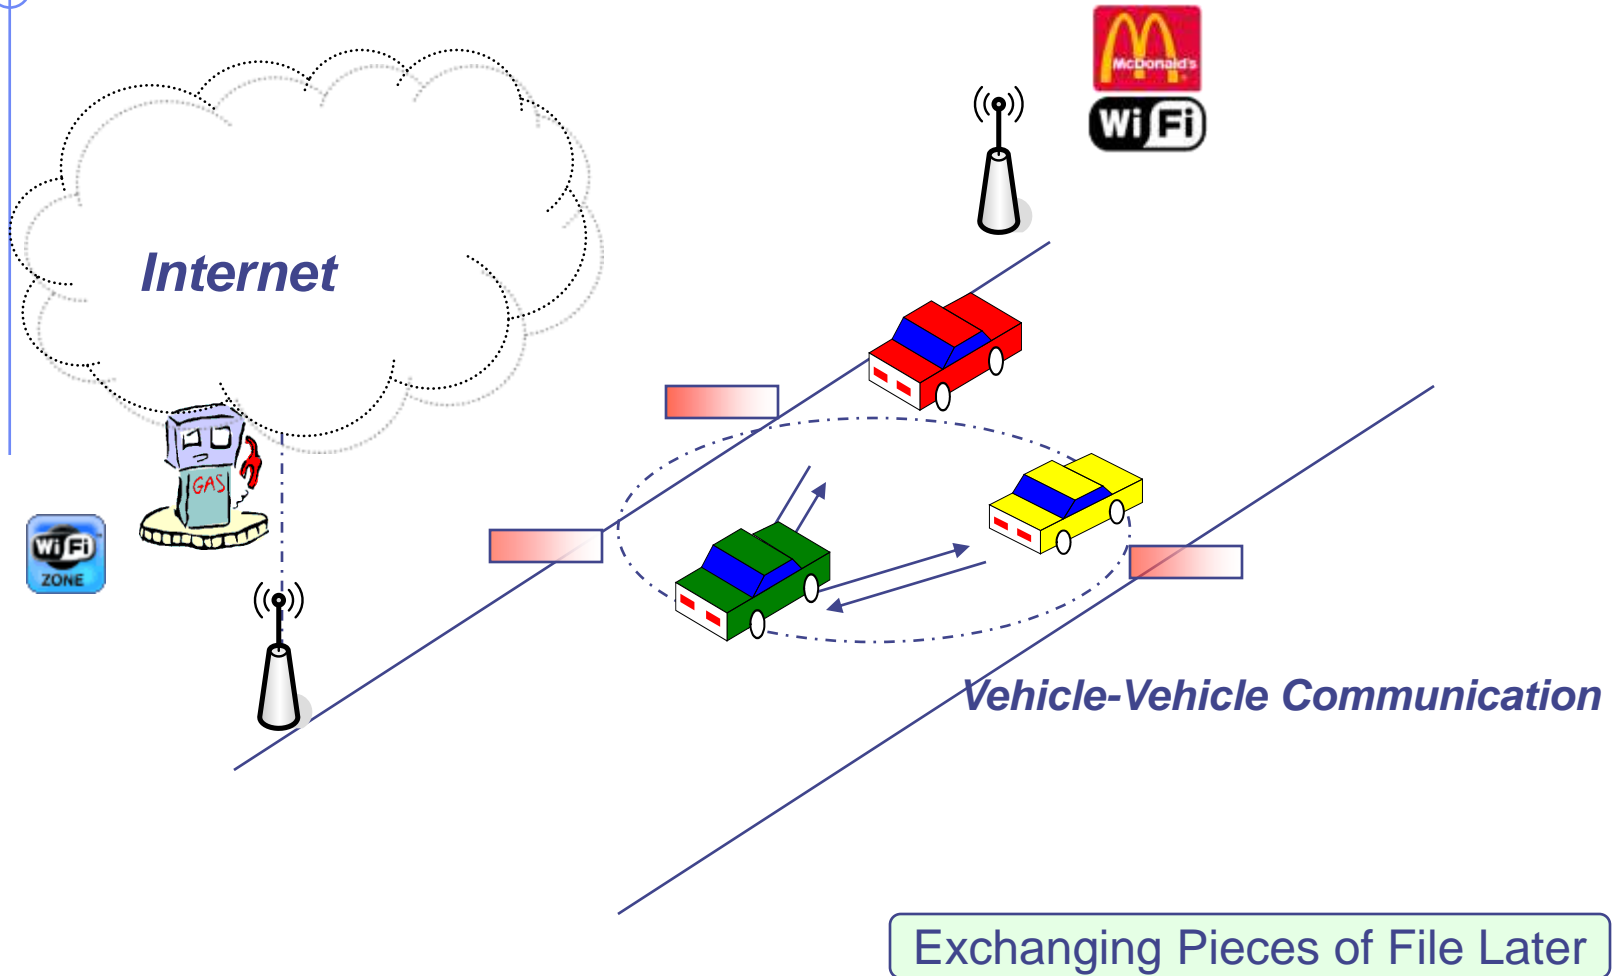 McDonald's
Wi Fi
Internet
GAS
Wi Fi
ZONE
Vehicle-Vehicle Communication
Exchanging Pieces of File Later